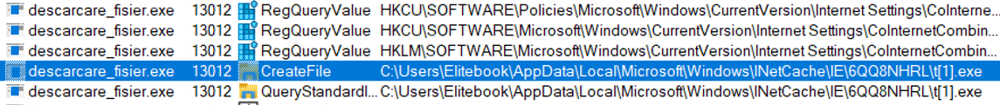 descarcare_fisier.exe 13012 RegQueryValue HKCU\SOFTWARE\Policies\Microsoft\Windows\CurrentVersion\Internet Settings\CoInterne...
descarcare_fisier.exe 13012 RegQueryValue HKCU\SOFTWARE\Microsoft\Windows\CurrentVersion\Internet Settings\CoInternetCombin...
descarcare_fisier.exe 13012 RegQueryValue HKLM\SOFTWARE\Microsoft\Windows\CurrentVersion\Internet Settings\CoInternetCombin...
descarcare_fisier.exe 13012 CreateFile C:\Users\Elitebook\AppData\Local\Microsoft\Windows\INetCache\IE\6QQ8NHRL\t[1].exe
descarcare_fisier.exe 13012 QueryStandardI... C:\Users\Elitebook\AppData\Local\Microsoft\Windows\INetCache\IE\6QQ8NHRL\t[1].exe